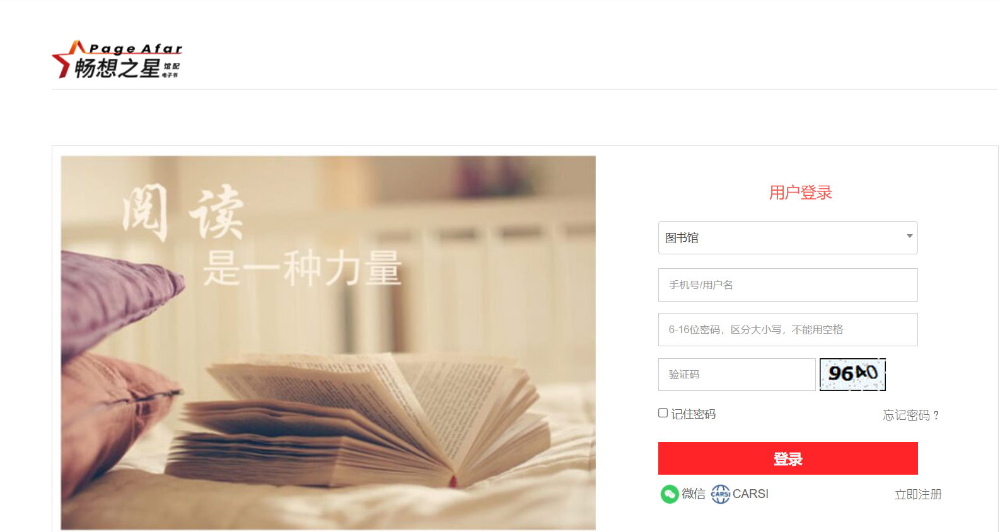 Page Afar
畅想之星 馆配
电子书
阅读
是一种力量
用户登录
图书馆
手机号/用户名
6-16位密码，区分大小写，不能用空格
验证码
9640
记住密码 忘记密码？
登录
微信 CARSI CARSI 立即注册